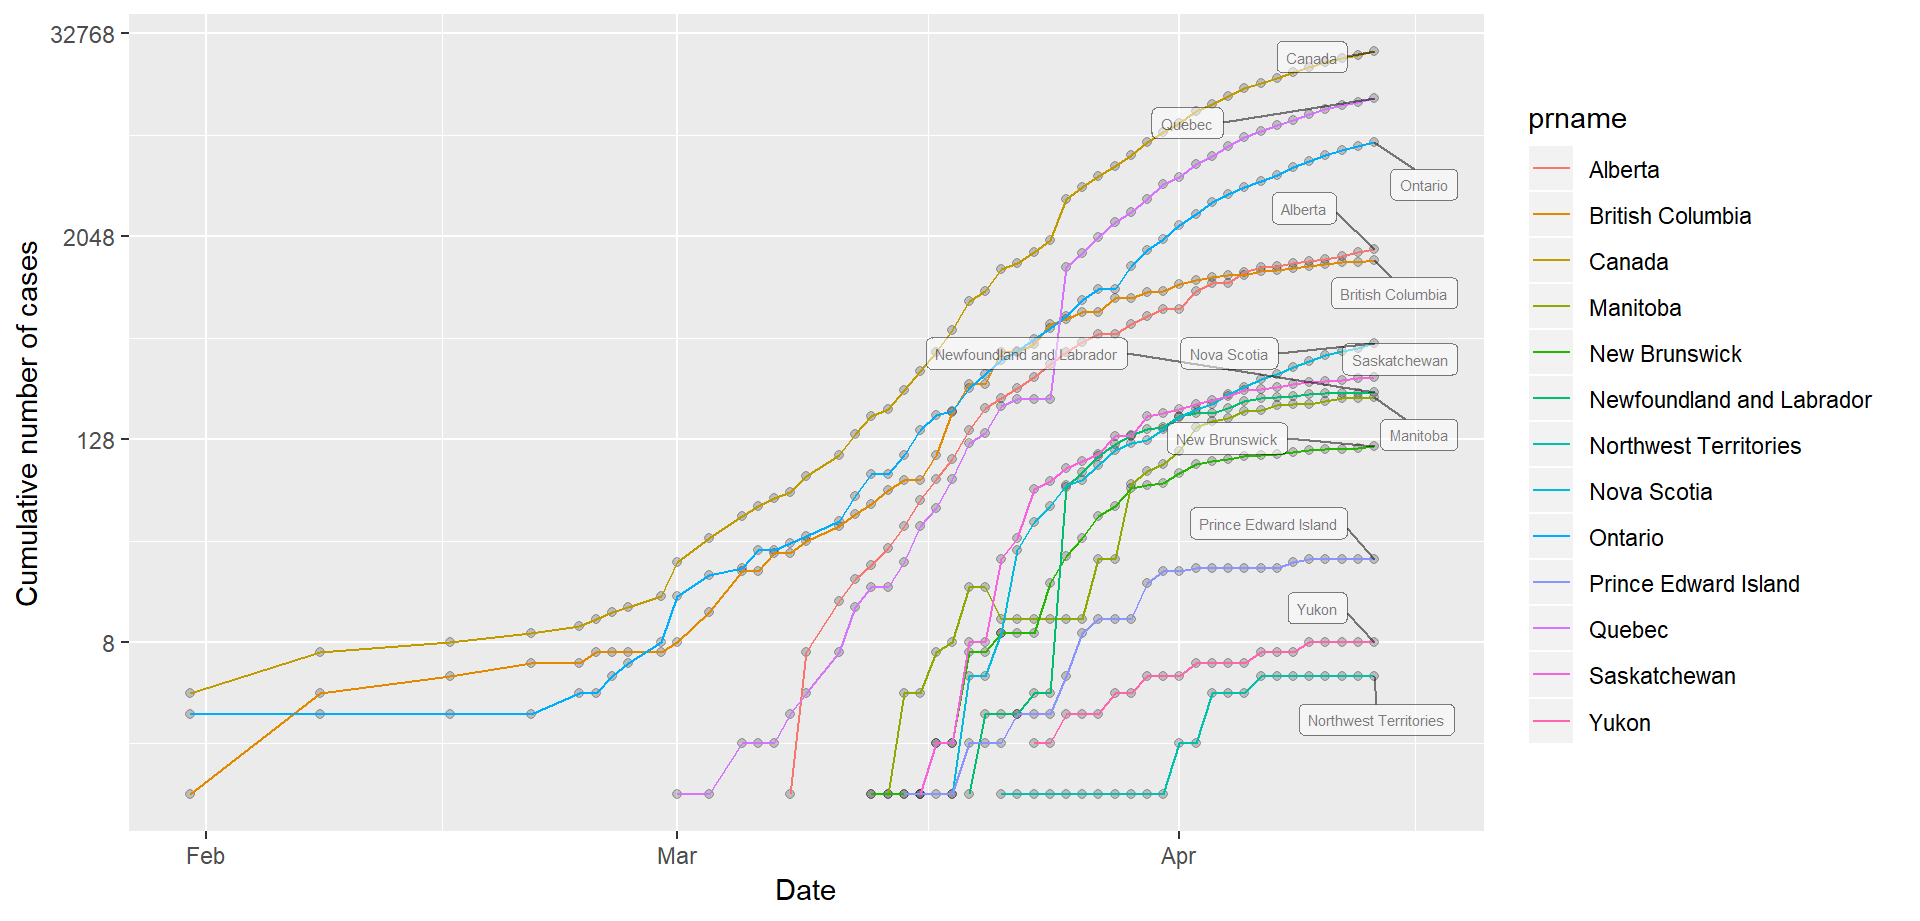 32768
2048
128
8
Cumulative number of cases
Feb
Mar
Apr
Date
Canada
Quebec
Ontario
Alberta
British Columbia
Newfoundland and Labrador
Nova Scotia
Saskatchewan
New Brunswick
Manitoba
Prince Edward Island
Yukon
Northwest Territories
prname
Alberta
British Columbia
Canada
Manitoba
New Brunswick
Newfoundland and Labrador
Northwest Territories
Nova Scotia
Ontario
Prince Edward Island
Quebec
Saskatchewan
Yukon